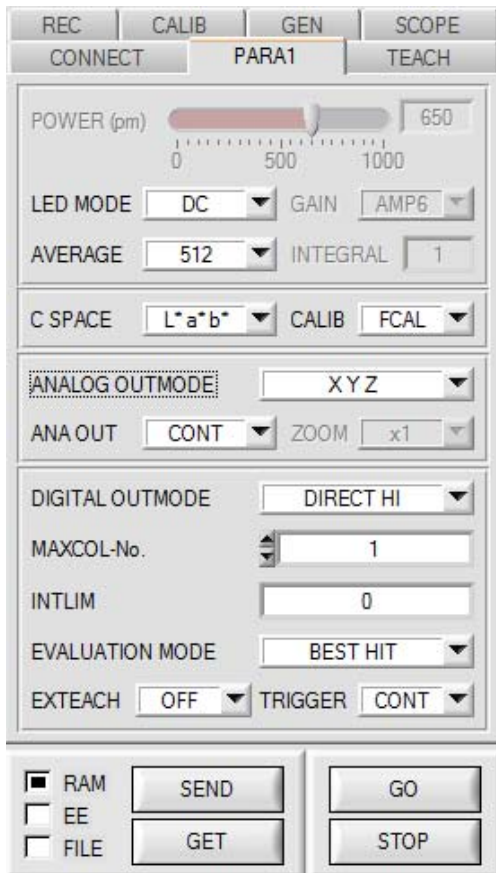 REC CALIB GEN SCOPE
CONNECT PARA1 TEACH
POWER (pm) 650
0 500 1000
LED MODE DC GAIN AMP6
AVERAGE 512 INTEGRAL 1
C SPACE L*a*b* CALIB FCAL
ANALOG OUTMODE X Y Z
ANA OUT CONT ZOOM x1
DIGITAL OUTMODE DIRECT HI
MAXCOL-No. 1
INTLIM 0
EVALUATION MODE BEST HIT
EXTEACH OFF TRIGGER CONT
RAM SEND GO
EE
FILE GET STOP